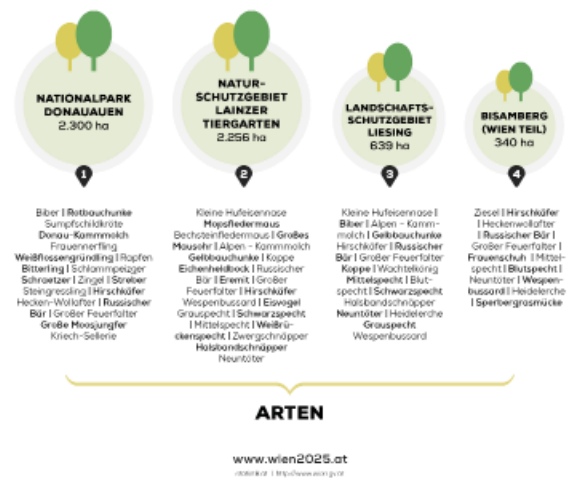 NATIONALPARK
DONAUAUEN
2.300 ha
1
Biber | Rotbauchunke
Sumpfschildkröte
Donau-Kammmolch
Frauennerfling
Weißflossengründling | Rapfen
Bitterling | Schlammpeizger
Schraetzer | Zingel | Streber
Steingressling | Hirschkäfer
Hecken-Wollafter | Russischer
Bär | Großer Feuerfalter
Große Moosjungfer
Kriech-Sellerie
NATUR-
SCHUTZGEBIET
LAINZER
TIERGARTEN
2.256 ha
2
Kleine Hufeisennase
Mopsfledermaus
Bechsteinfledermaus | Großes
Mausohr | Alpen - Kammmolch
Gelbbauchunke | Koppe
Eichenheldbock | Russischer
Bär | Eremit | Großer
Feuerfalter | Hirschkäfer
Wespenbussard | Eisvogel
Grauspecht | Schwarzspecht
| Mittelspecht | Weißrü-
ckenspecht | Zwergschnäpper
Halsbandschnäpper
Neuntöter
LANDSCHAFTS-
SCHUTZGEBIET
LIESING
639 ha
3
Kleine Hufeisennase |
Biber | Alpen - Kamm-
molch | Gelbbauchunke
Hirschkäfer | Russischer
Bär | Großer Feuerfalter
Koppe | Wachtelkönig
Mittelspecht | Blut-
specht | Schwarzspecht
Halsbandschnäpper
Neuntöter | Heidelerche
Grauspecht
Wespenbussard
BISAMBERG
(WIEN TEIL)
340 ha
4
Ziesel | Hirschkäfer
| Heckenwollafter
| Russischer Bär |
Großer Feuerfalter |
Frauenschuh | Mittel-
specht | Blutspecht |
Neuntöter | Wespen-
bussard | Heidelerche
| Sperbergrasmücke
ARTEN
www.wien2025.at